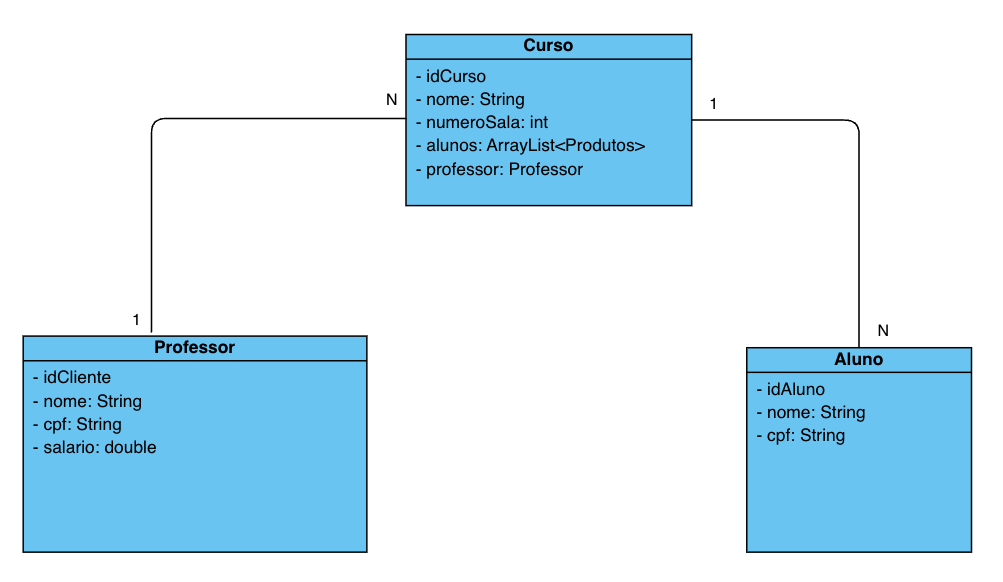 Curso
- idCurso
- nome: String
- numeroSala: int
- alunos: ArrayList<Produtos>
- professor: Professor
N
1
1
N
Professor
- idCliente
- nome: String
- cpf: String
- salario: double
Aluno
- idAluno
- nome: String
- cpf: String